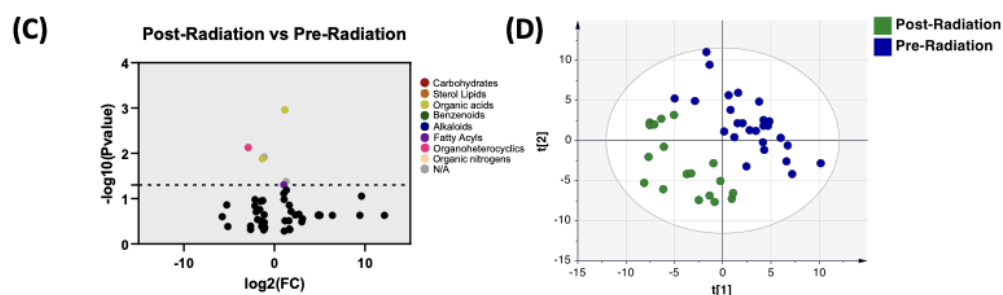 (C)
Post-Radiation vs Pre-Radiation
-log10(Pvalue)
4
3
2
1
0
-10
0
10
log2(FC)
Carbohydrates
Sterol Lipids
Organic acids
Benzenoids
Alkaloids
Fatty Acyls
Organoheterocyclics
Organic nitrogens
N/A
(D)
Post-Radiation
Pre-Radiation
t[2]
10
5
0
-5
-10
-15
-15
-10
-5
0
5
10
t[1]